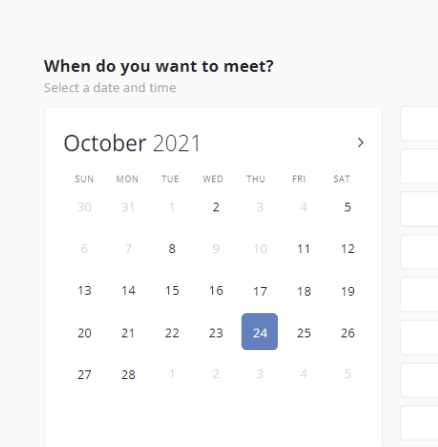 When do you want to meet?
Select a date and time
October 2021
SUN MON TUE WED THU FRI SAT
30 31 1 2 3 4 5
6 7 8 9 10 11 12
13 14 15 16 17 18 19
20 21 22 23 24 25 26
27 28 1 2 3 4 5